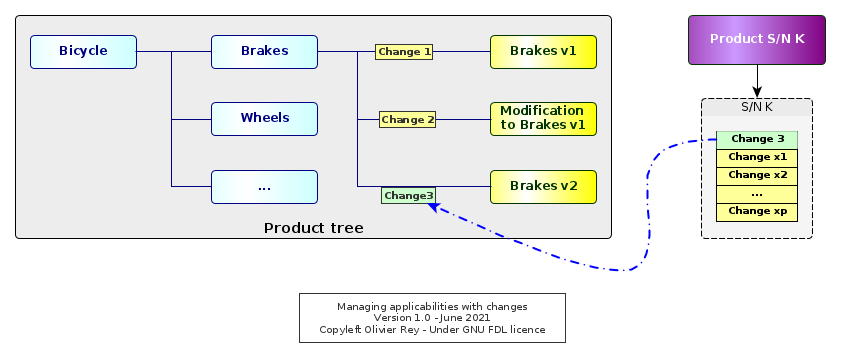 Bicycle
Brakes
Change 1
Brakes v1
Wheels
Change 2
Modification
to Brakes v1
...
Change3
Brakes v2
Product tree
Product S/N K
S/N K
Change 3
Change x1
Change x2
...
Change xp
Managing applicabilities with changes
Version 1.0 - June 2021
Copyleft Olivier Rey - Under GNU FDL licence